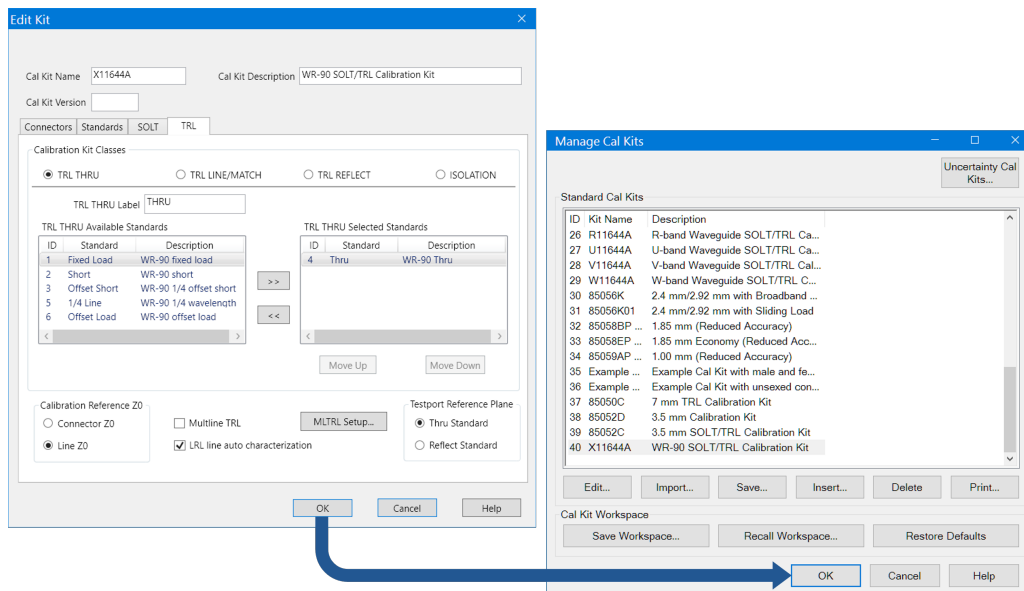 Edit Kit
Cal Kit Name X11644A Cal Kit Description WR-90 SOLT/TRL Calibration Kit
Cal Kit Version
Connectors Standards SOLT TRL
Calibration Kit Classes
TRL THRU TRL LINE/MATCH TRL REFLECT ISOLATION
TRL THRU Label THRU
TRL THRU Available Standards
ID Standard Description
1 Fixed Load WR-90 fixed load
2 Short WR-90 short
3 Offset Short WR-90 1/4 offset short
5 1/4 Line WR-90 1/4 wavelength
6 Offset Load WR-90 offset load
>>
<<
TRL THRU Selected Standards
ID Standard Description
4 Thru WR-90 Thru
Move Up Move Down
Calibration Reference Z0
Connector Z0
Line Z0
Multline TRL
LRL line auto characterization
MLTRL Setup...
Testport Reference Plane
Thru Standard
Reflect Standard
OK Cancel Help
Manage Cal Kits
Uncertainty Cal
Kits...
Standard Cal Kits
ID Kit Name Description
26 R11644A R-band Waveguide SOLT/TRL Ca...
27 U11644A U-band Waveguide SOLT/TRL Ca...
28 V11644A V-band Waveguide SOLT/TRL Cal...
29 W11644A W-band Waveguide SOLT/TRL C...
30 85056K 2.4 mm/2.92 mm with Broadband ...
31 85056K01 2.4 mm/2.92 mm with Sliding Load
32 85058BP ... 1.85 mm (Reduced Accuracy)
33 85058EP ... 1.85 mm Economy (Reduced Acc...
34 85059AP ... 1.00 mm (Reduced Accuracy)
35 Example ... Example Cal Kit with male and fe...
36 Example ... Example Cal Kit with unsexed con...
37 85050C 7 mm TRL Calibration Kit
38 85052D 3.5 mm Calibration Kit
39 85052C 3.5 mm SOLT/TRL Calibration Kit
40 X11644A WR-90 SOLT/TRL Calibration Kit
Edit... Import... Save... Insert... Delete Print...
Cal Kit Workspace
Save Workspace... Recall Workspace... Restore Defaults
OK Cancel Help